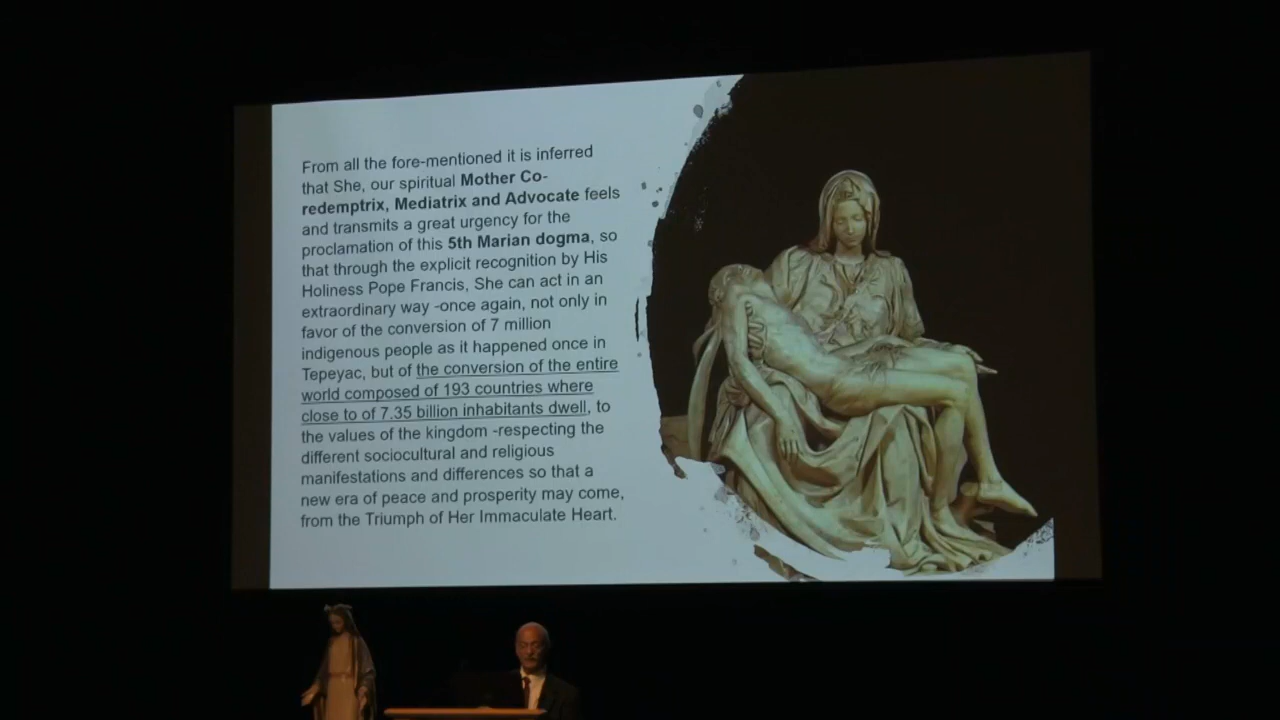 From all the fore-mentioned it is inferred
that She, our spiritual Mother Co-
redemptrix, Mediatrix and Advocate feels
and transmits a great urgency for the
proclamation of this 5th Marian dogma, so
that through the explicit recognition by His
Holiness Pope Francis, She can act in an
extraordinary way -once again, not only in
favor of the conversion of 7 million
indigenous people as it happened once in
Tepeyac, but of the conversion of the entire
world composed of 193 countries where
close to of 7.35 billion inhabitants dwell, to
the values of the kingdom -respecting the
different sociocultural and religious
manifestations and differences so that a
new era of peace and prosperity may come,
from the Triumph of Her Immaculate Heart.